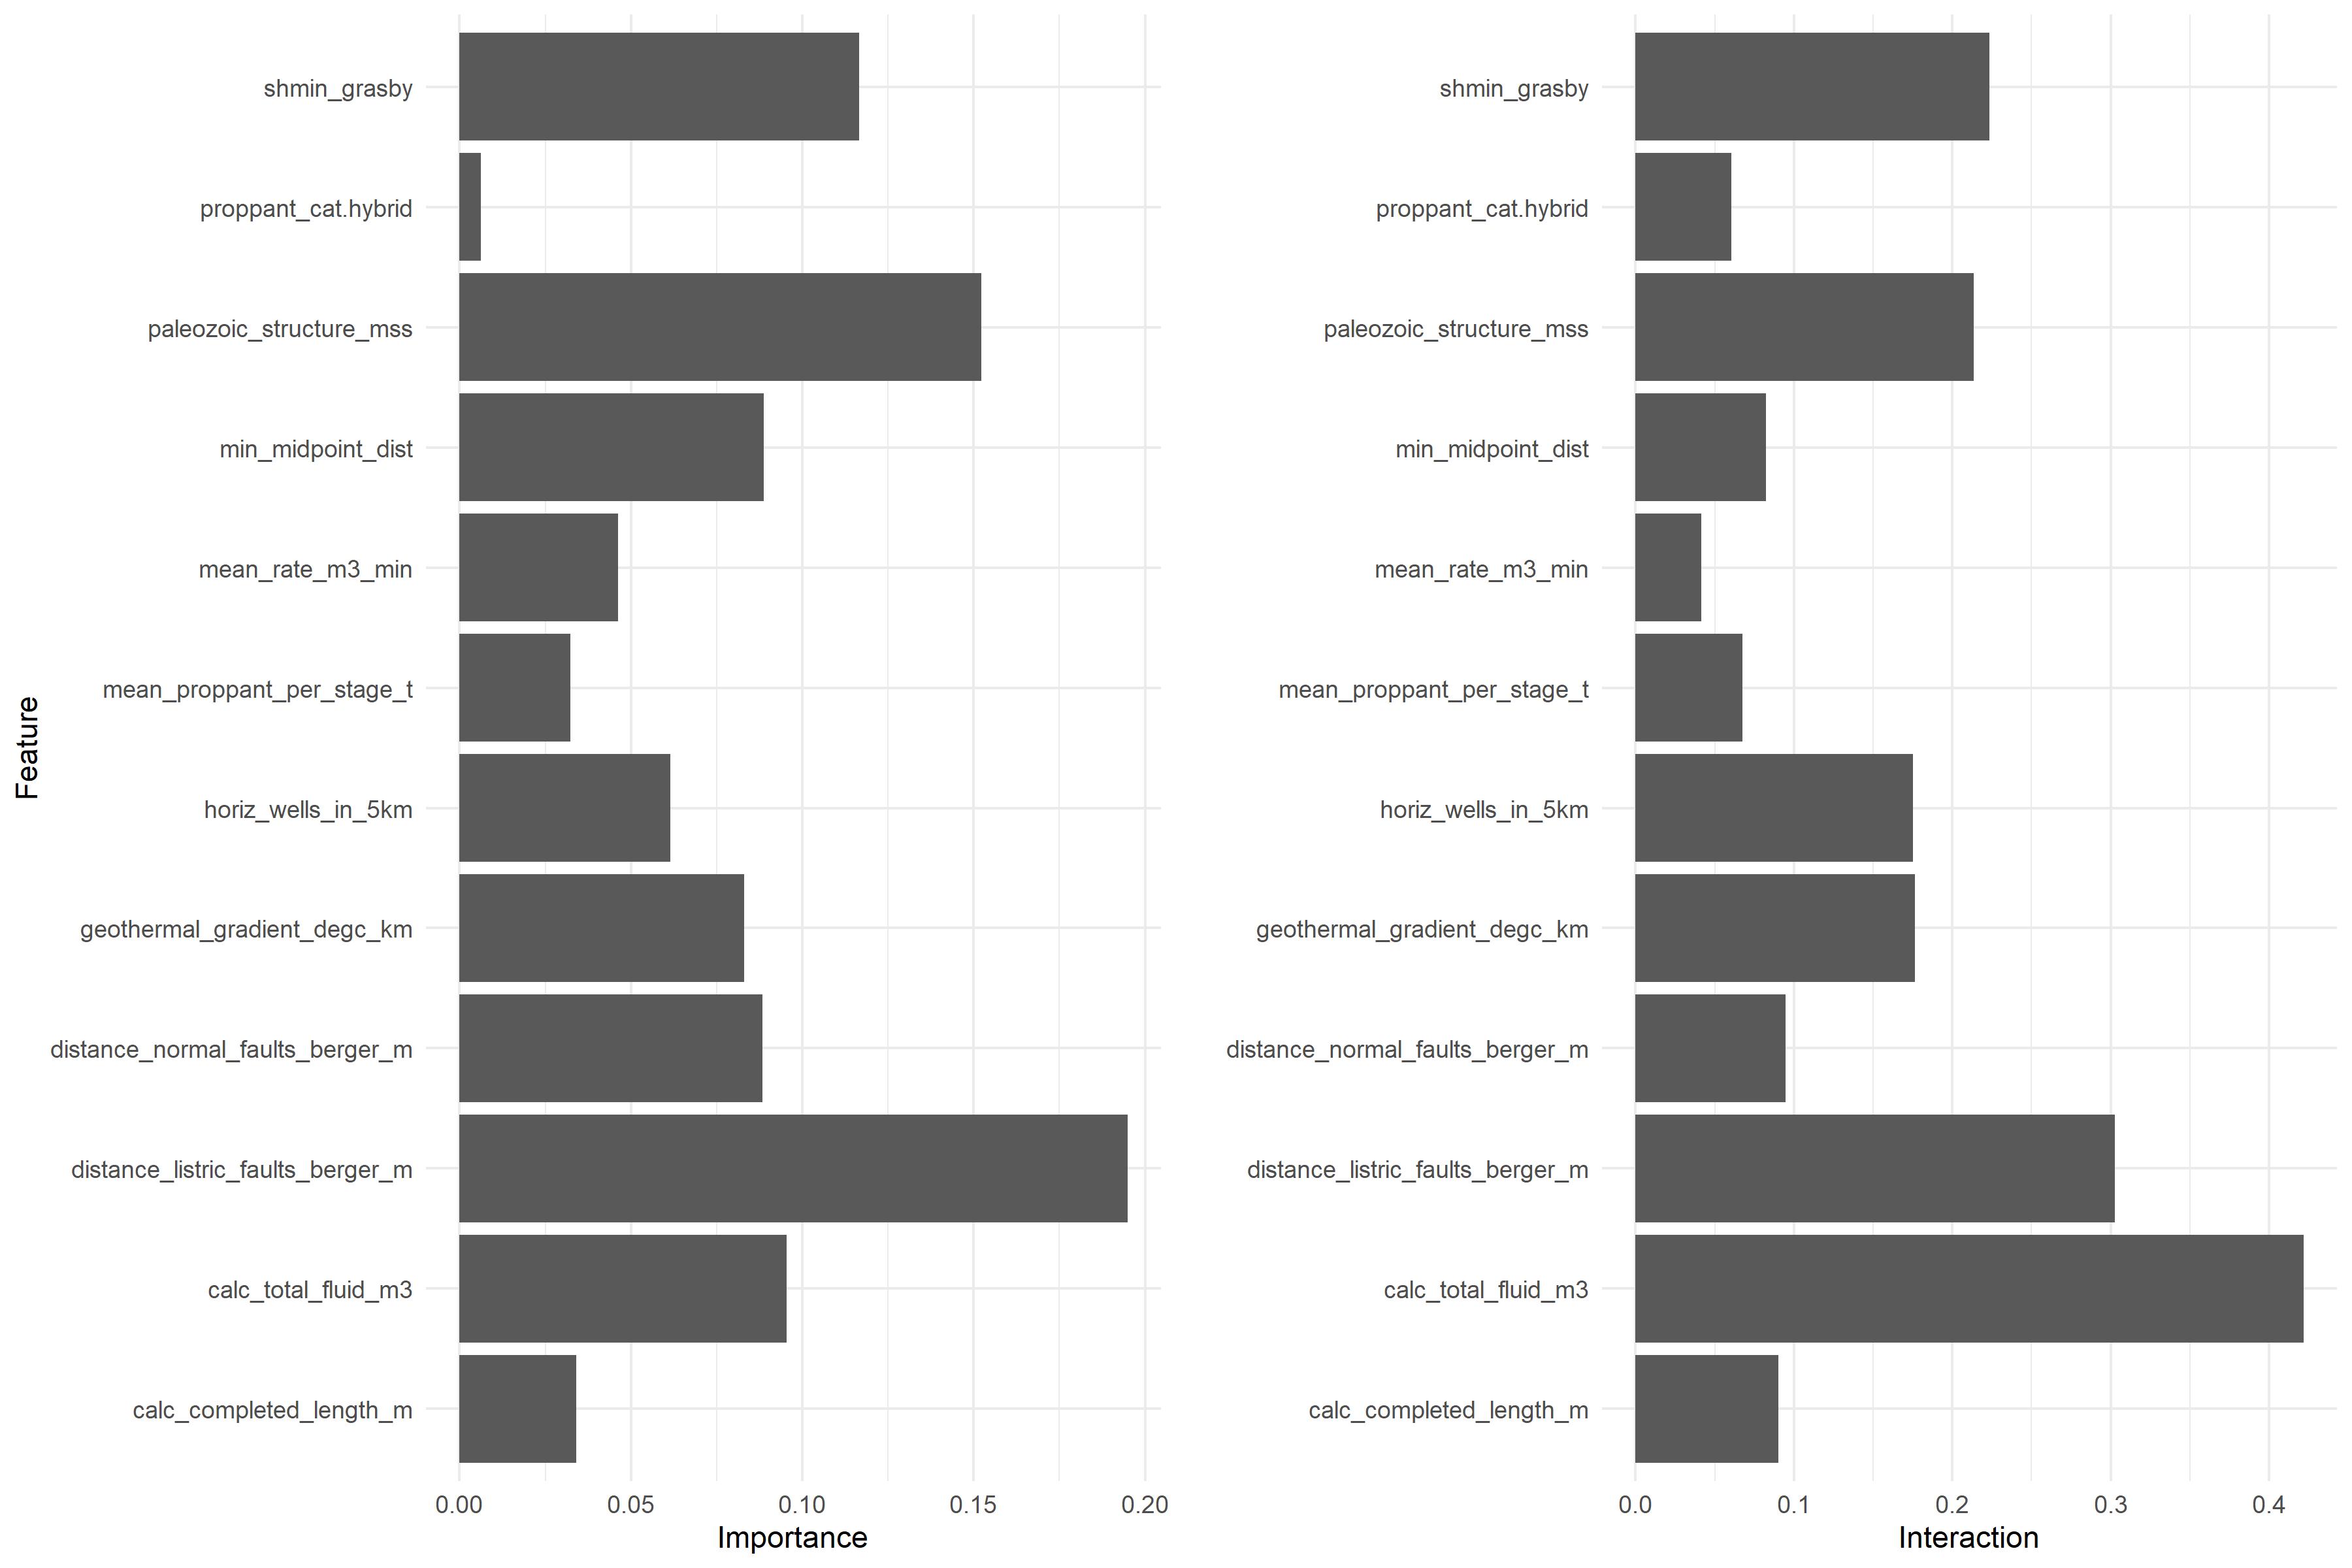 Feature
shmin_grasby
proppant_cat.hybrid
paleozoic_structure_mss
min_midpoint_dist
mean_rate_m3_min
mean_proppant_per_stage_t
horiz_wells_in_5km
geothermal_gradient_degc_km
distance_normal_faults_berger_m
distance_listric_faults_berger_m
calc_total_fluid_m3
calc_completed_length_m
0.00 0.05 0.10 0.15 0.20
Importance
shmin_grasby
proppant_cat.hybrid
paleozoic_structure_mss
min_midpoint_dist
mean_rate_m3_min
mean_proppant_per_stage_t
horiz_wells_in_5km
geothermal_gradient_degc_km
distance_normal_faults_berger_m
distance_listric_faults_berger_m
calc_total_fluid_m3
calc_completed_length_m
0.0 0.1 0.2 0.3 0.4
Interaction